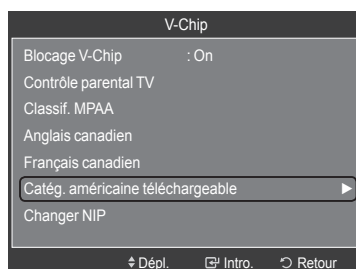 V-Chip
Blocage V-Chip : On
Contrôle parental TV
Classif. MPAA
Anglais canadien
Français canadien
Catég. américaine téléchargeable
Changer NIP
Dépl. Intro. Retour